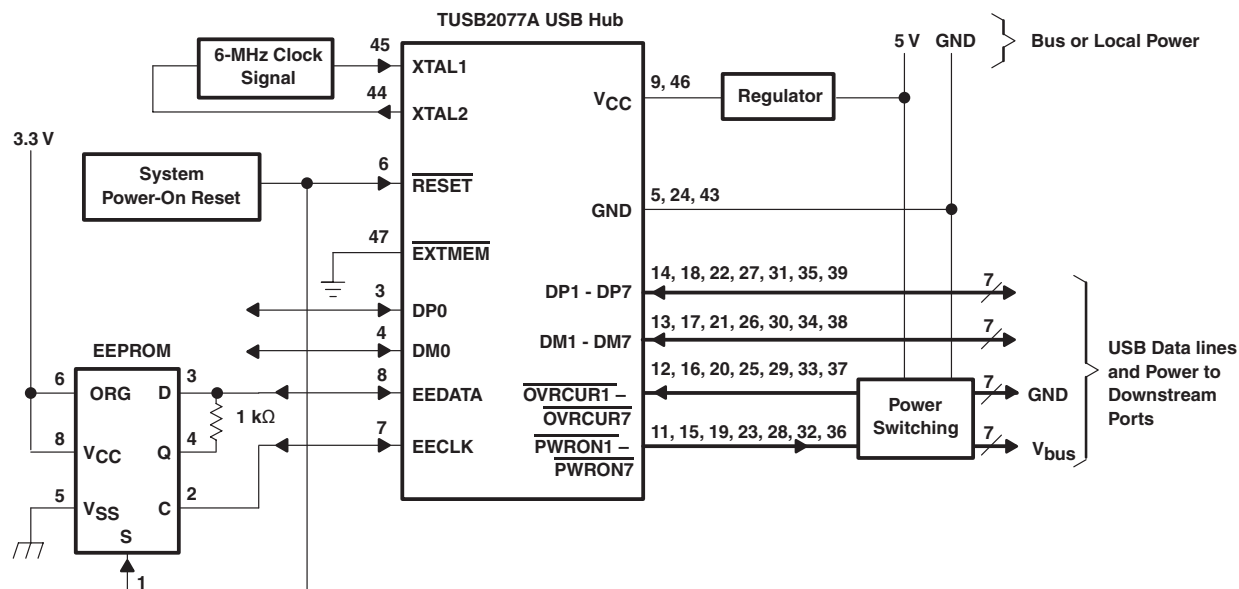 TUSB2077A USB Hub
5 V GND
Bus or Local Power
6-MHz Clock
Signal
45
XTAL1
44
XTAL2
9, 46
VCC
Regulator
3.3 V
System
Power-On Reset
6
RESET
5, 24, 43
GND
47
EXTMEM
14, 18, 22, 27, 31, 35, 39
DP1 - DP7
7
3
DP0
13, 17, 21, 26, 30, 34, 38
DM1 - DM7
7
4
DM0
USB Data lines
and Power to
Downstream
Ports
EEPROM
6
ORG
D
3
8
EEDATA
12, 16, 20, 25, 29, 33, 37
OVRCUR1 –
OVRCUR7
7
GND
Power
Switching
1 kΩ
8
VCC
Q
4
7
EECLK
11, 15, 19, 23, 28, 32, 36
PWRON1 –
PWRON7
7
Vbus
5
VSS
C
2
S
1